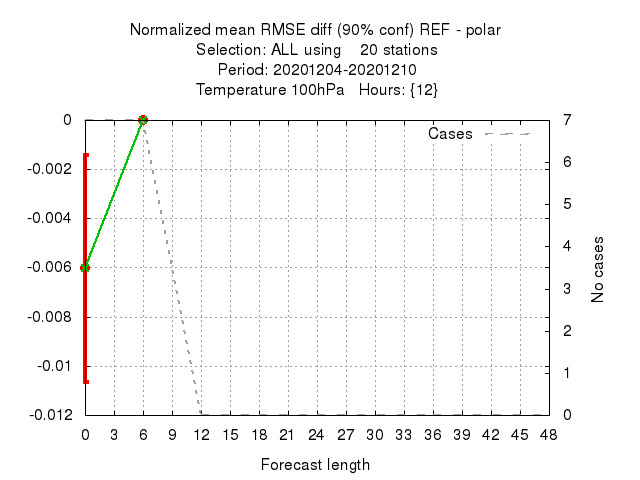 Normalized mean RMSE diff (90% conf) REF - polar
Selection: ALL using    20 stations
Period: 20201204-20201210
Temperature 100hPa   Hours: {12}
Cases
0
-0.002
-0.004
-0.006
-0.008
-0.01
-0.012
7
6
5
4
3
2
1
0
No cases
0 3 6 9 12 15 18 21 24 27 30 33 36 39 42 45 48
Forecast length